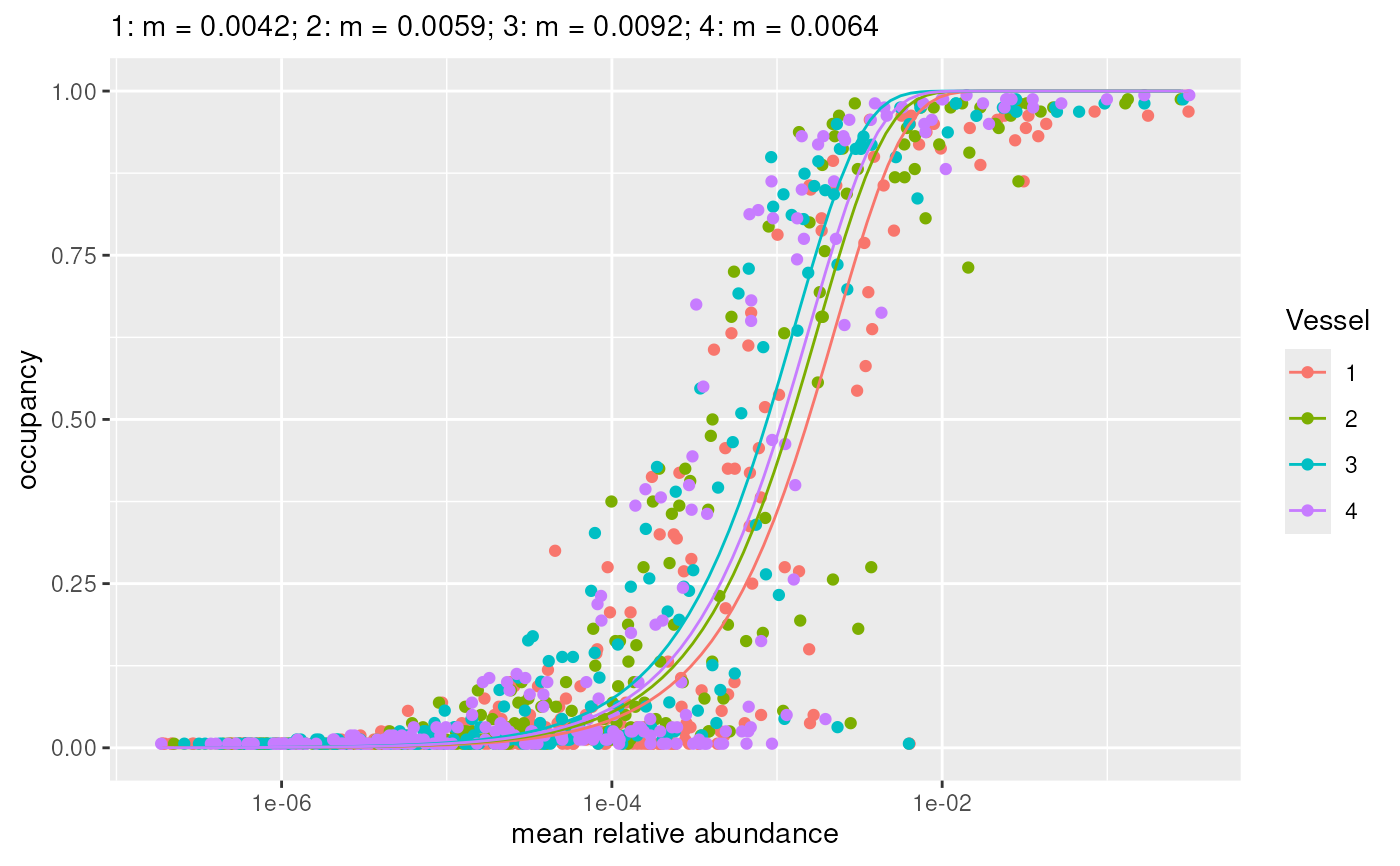 1: m = 0.0042; 2: m = 0.0059; 3: m = 0.0092; 4: m = 0.0064
1.00
0.75
0.50
0.25
0.00
occupancy
1e-06
1e-04
1e-02
mean relative abundance
Vessel
1
2
3
4